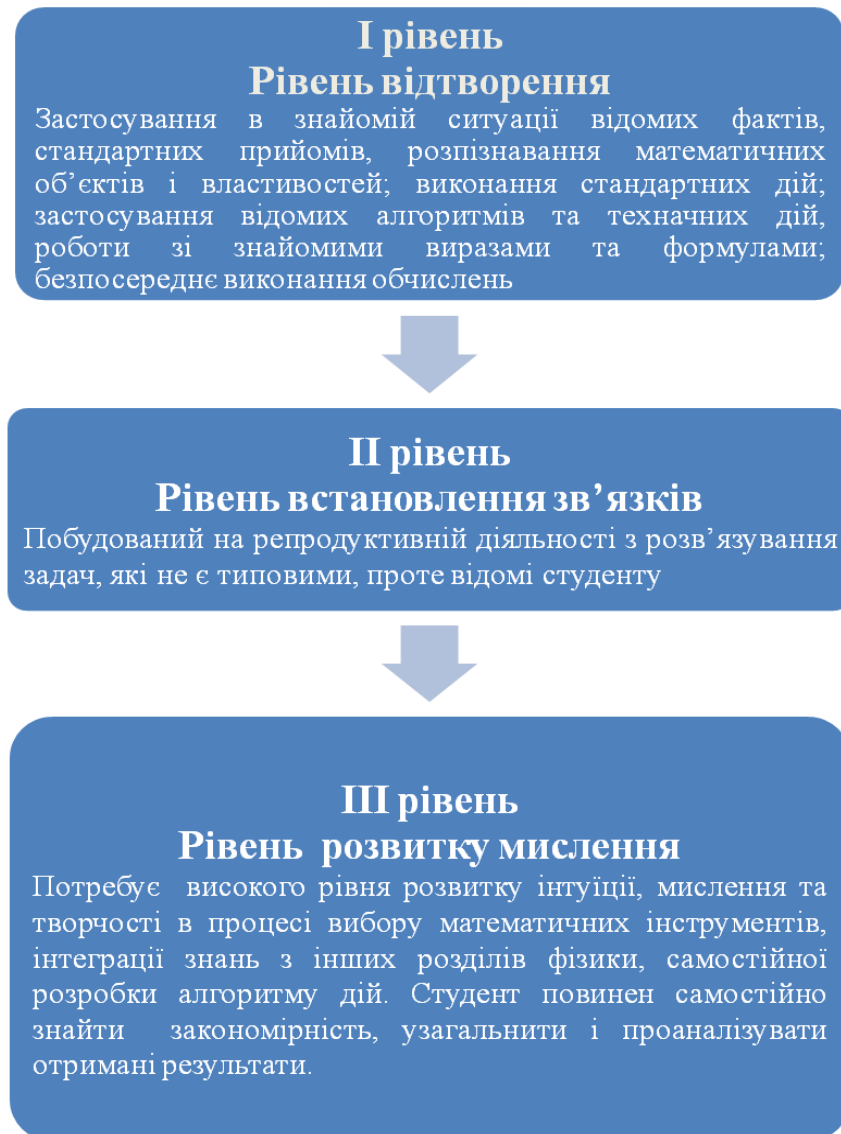 І рівень
Рівень відтворення
Застосування в знайомій ситуації відомих фактів,
стандартних прийомів, розпізнавання математичних
об’єктів і властивостей; виконання стандартних дій;
застосування відомих алгоритмів та техначних дій,
роботи зі знайомими виразами та формулами;
безпосереднє виконання обчислень
ІІ рівень
Рівень встановлення зв’язків
Побудований на репродуктивній діяльності з розв’язування
задач, які не є типовими, проте відомі студенту
ІІІ рівень
Рівень розвитку мислення
Потребує високого рівня розвитку інтуїції, мислення та
творчості в процесі вибору математичних інструментів,
інтеграції знань з інших розділів фізики, самостійної
розробки алгоритму дій. Студент повинен самостійно
знайти закономірність, узагальнити і проаналізувати
отримані результати.